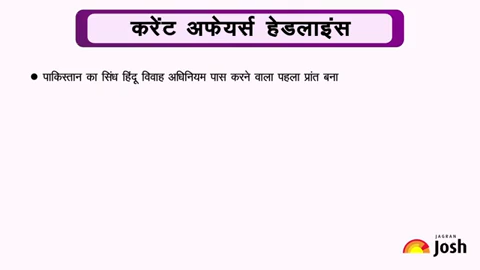 करेंट अफेयर्स हेडलाइंस
● पाकिस्तान का सिंध हिंदू विवाह अधिनियम पास करने वाला पहला प्रांत बना
JAGRAN
Josh